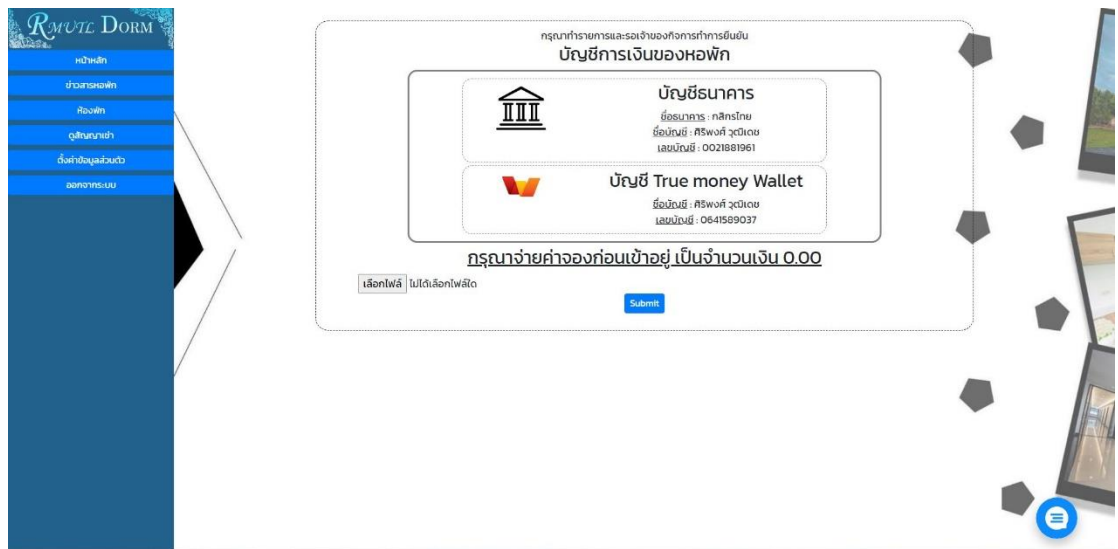 RMUTL DORM
หน้าหลัก
ข่าวสารหอพัก
ห้องพัก
ดูสัญญาเช่า
ตั้งค่าข้อมูลส่วนตัว
ออกจากระบบ
กรุณาทำรายการและรอเจ้าของกิจการทำการยืนยัน
บัญชีการเงินของหอพัก
บัญชีธนาคาร
ชื่อธนาคาร : กสิกรไทย
ชื่อบัญชี : ศิริพงศ์ วุฒิเดช
เลขบัญชี : 0021881961
บัญชี True money Wallet
ชื่อบัญชี : ศิริพงศ์ วุฒิเดช
เลขบัญชี : 0641589037
กรุณาจ่ายค่าจองก่อนเข้าอยู่ เป็นจำนวนเงิน 0.00
เลือกไฟล์ ไม่ได้เลือกไฟล์ใด
Submit